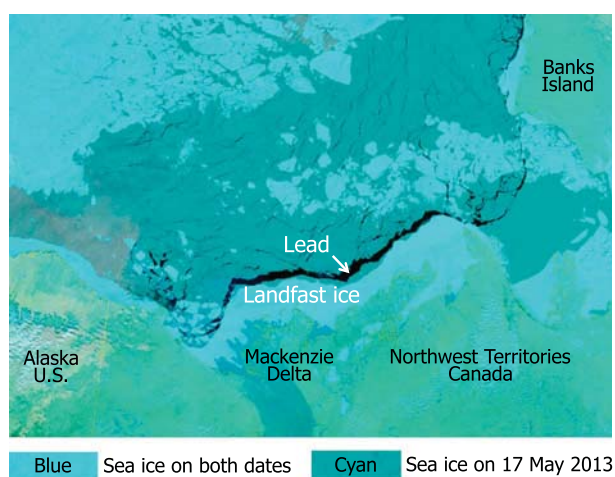 Banks
Island
Lead
Landfast ice
Alaska
U.S.
Mackenzie
Delta
Northwest Territories
Canada
Blue Sea ice on both dates Cyan Sea ice on 17 May 2013